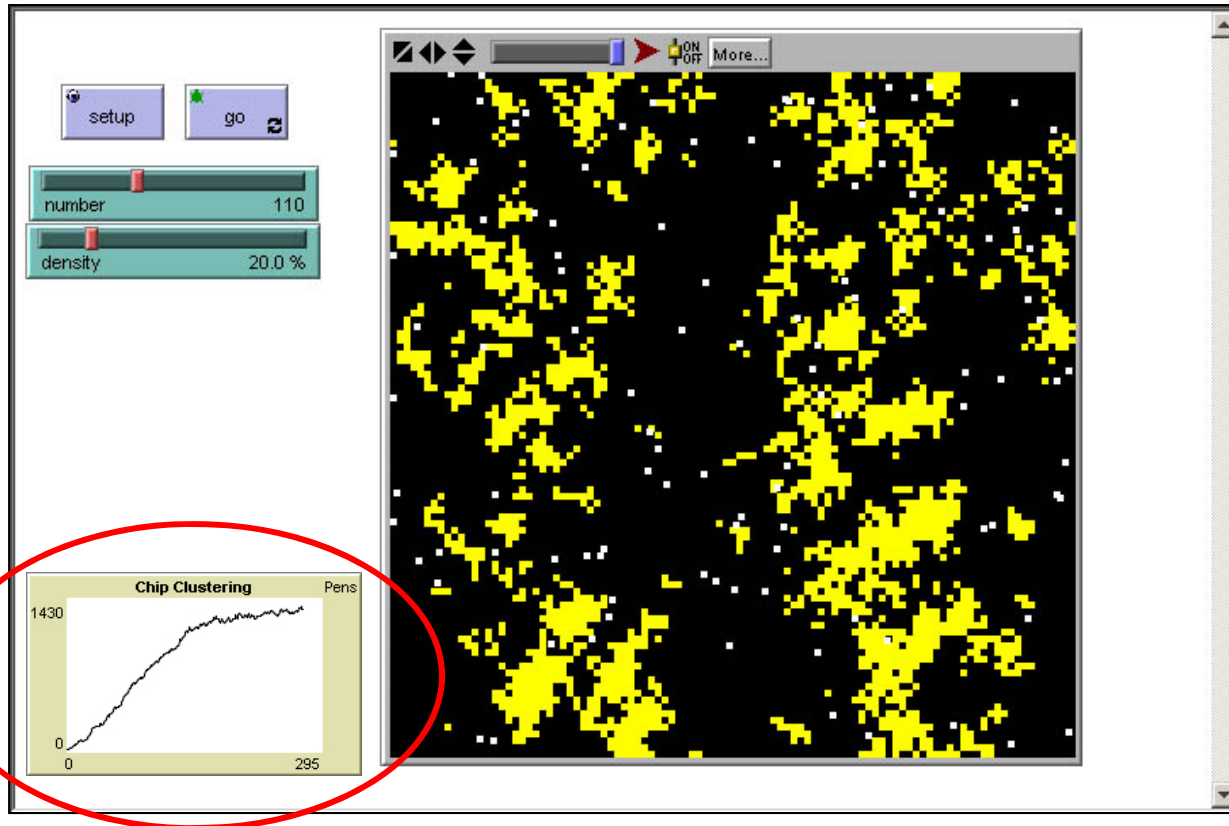 ON
OFF
More...
setup
go
number 110
density 20.0 %
Chip Clustering Pens
1430
0
0 295